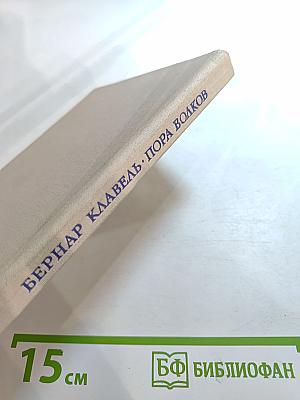 БЕРНАР КЛАВЕЛЬ · ПОРА ВОЛКОВ
15 см
БФ БИБЛИОФАН